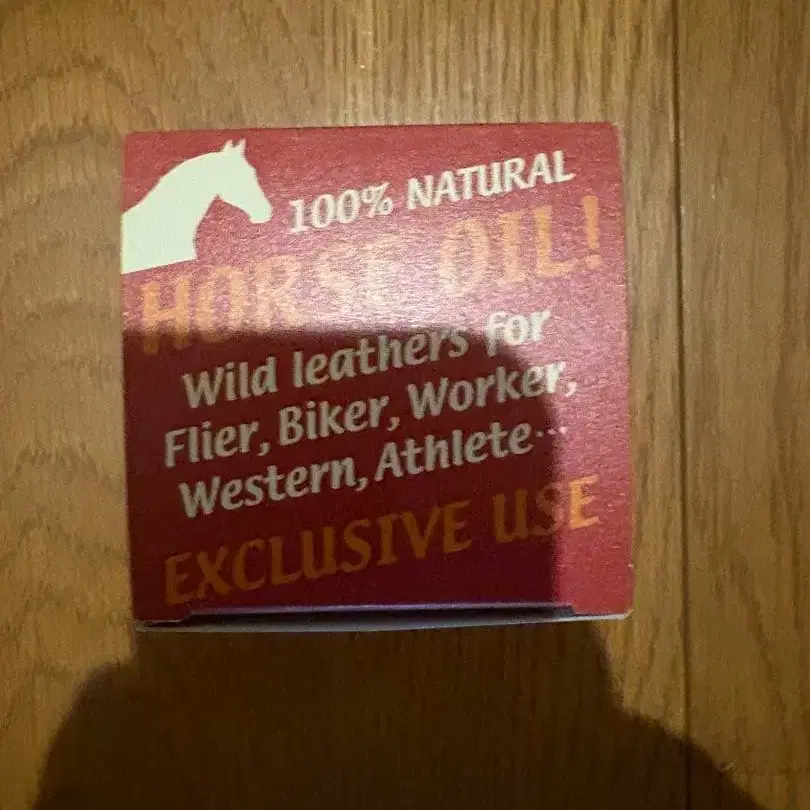 100% NATURAL
HORSE OIL!
Wild leathers for
Flier, Biker, Worker,
Western, Athlete…
EXCLUSIVE USE